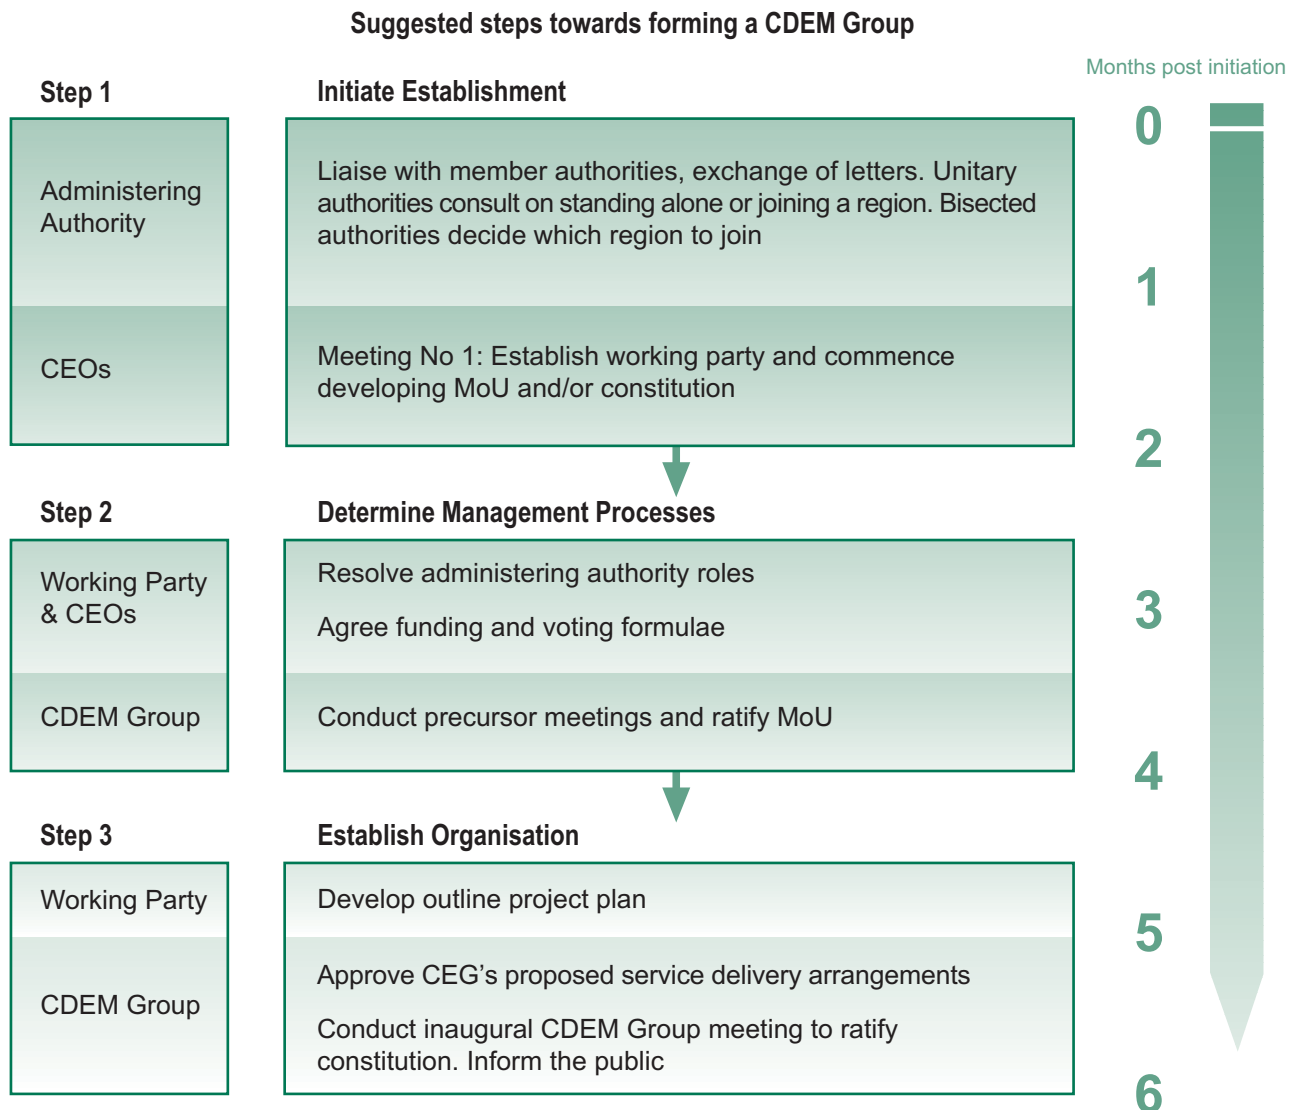 Suggested steps towards forming a CDEM Group
Months post initiation
Step 1
Initiate Establishment
Administering
Authority
Liaise with member authorities, exchange of letters. Unitary
authorities consult on standing alone or joining a region. Bisected
authorities decide which region to join
CEOs
Meeting No 1: Establish working party and commence
developing MoU and/or constitution
Step 2
Determine Management Processes
Working Party
& CEOs
Resolve administering authority roles
Agree funding and voting formulae
CDEM Group
Conduct precursor meetings and ratify MoU
Step 3
Establish Organisation
Working Party
Develop outline project plan
CDEM Group
Approve CEG's proposed service delivery arrangements
Conduct inaugural CDEM Group meeting to ratify
constitution. Inform the public
0
1
2
3
4
5
6